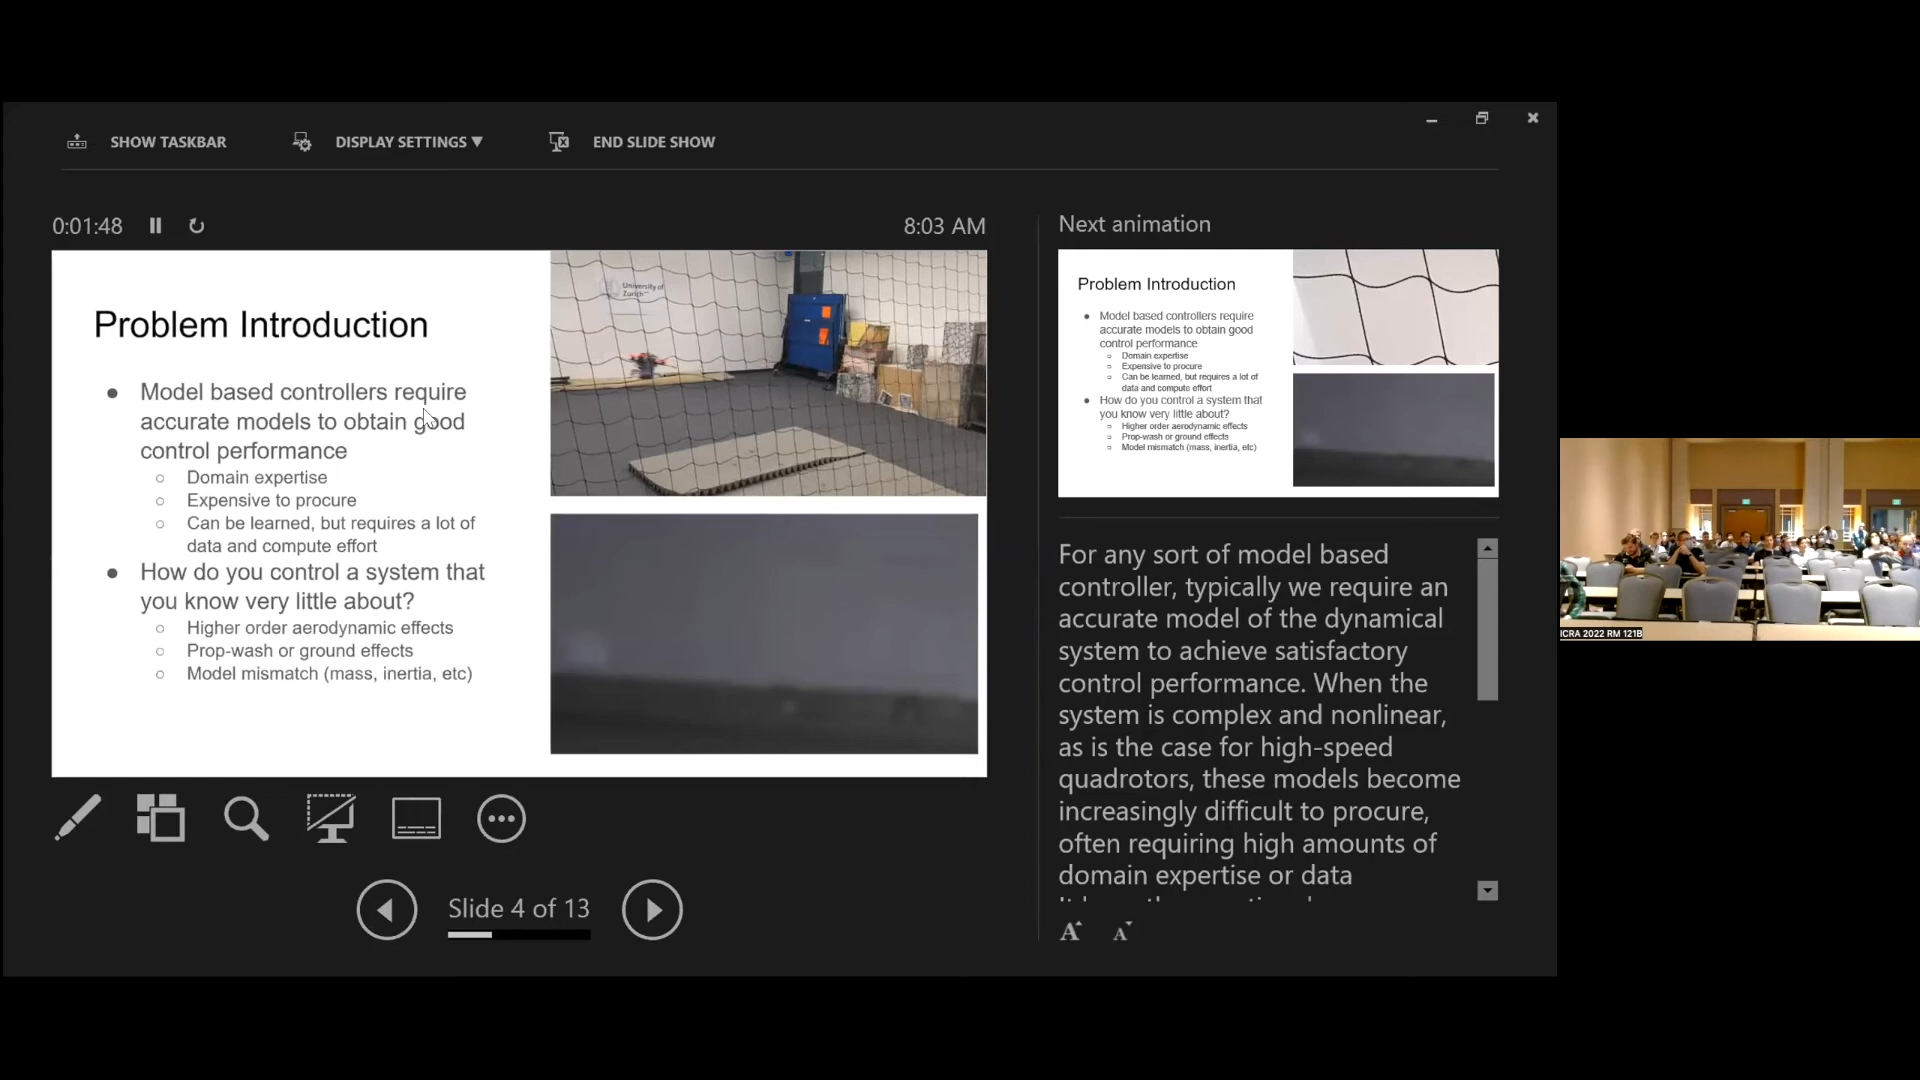 SHOW TASKBAR
DISPLAY SETTINGS ▼
END SLIDE SHOW
0:01:48
8:03 AM
Problem Introduction
● Model based controllers require
accurate models to obtain good
control performance
○ Domain expertise
○ Expensive to procure
○ Can be learned, but requires a lot of
data and compute effort
● How do you control a system that
you know very little about?
○ Higher order aerodynamic effects
○ Prop-wash or ground effects
○ Model mismatch (mass, inertia, etc)
University of
Zurich
Slide 4 of 13
Next animation
Problem Introduction
● Model based controllers require
accurate models to obtain good
control performance
○ Domain expertise
○ Expensive to procure
○ Can be learned, but requires a lot of
data and compute effort
● How do you control a system that
you know very little about?
○ Higher order aerodynamic effects
○ Prop-wash or ground effects
○ Model mismatch (mass, inertia, etc)
For any sort of model based
controller, typically we require an
accurate model of the dynamical
system to achieve satisfactory
control performance. When the
system is complex and nonlinear,
as is the case for high-speed
quadrotors, these models become
increasingly difficult to procure,
often requiring high amounts of
domain expertise or data
A A
ICRA 2022 RM 121B